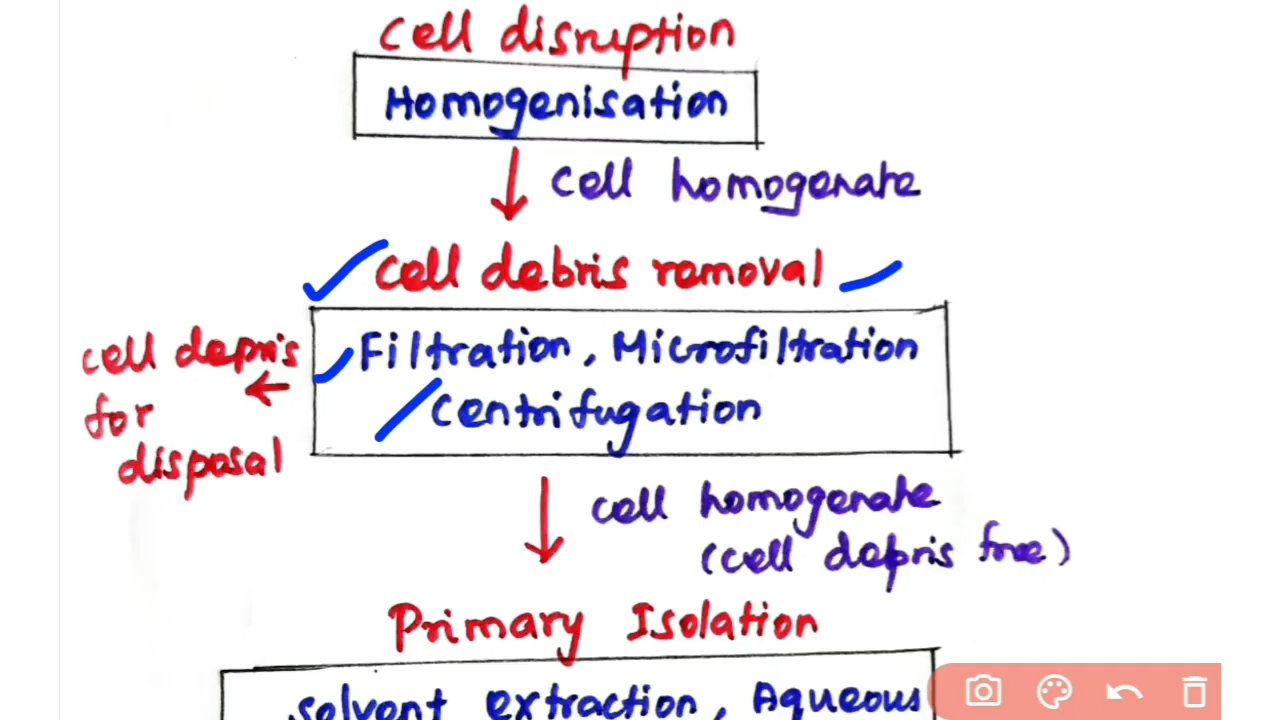 Cell disruption
Homogenisation
cell homogenate
cell debris removal
Filtration, Microfiltration
Centrifugation
cell depris
for
disposal
cell homogenate
(cell depris free)
Primary Isolation
Solvent extraction, Aqueous